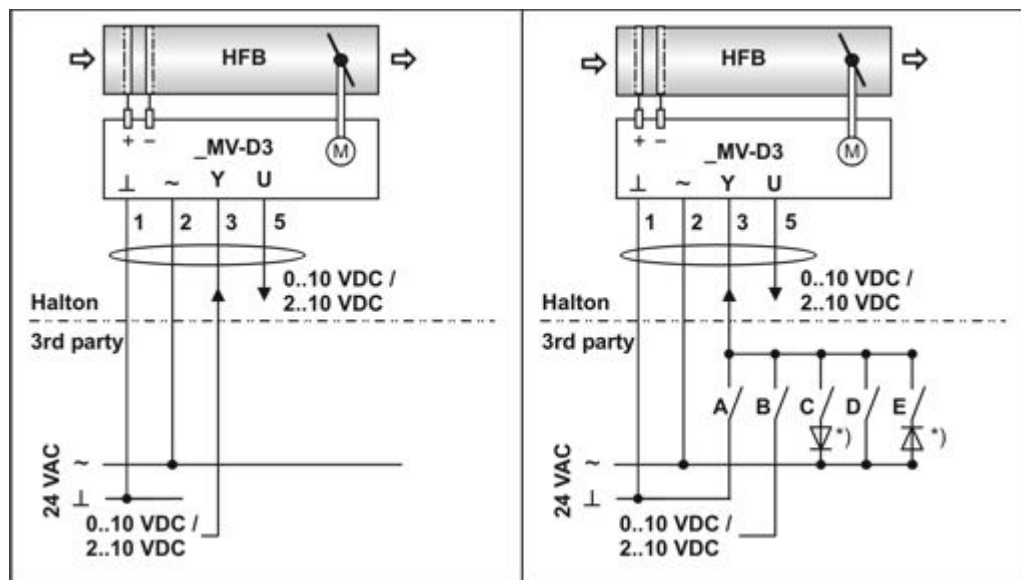 HFB
+ –
_MV-D3
M
⊥ ~ Y U
1 2 3 5
0..10 VDC /
2..10 VDC
Halton
3rd party
24 VAC
~
⊥
0..10 VDC /
2..10 VDC
HFB
+ –
_MV-D3
M
⊥ ~ Y U
1 2 3 5
0..10 VDC /
2..10 VDC
Halton
3rd party
A B C D E
*) *)
24 VAC
~
⊥
0..10 VDC /
2..10 VDC